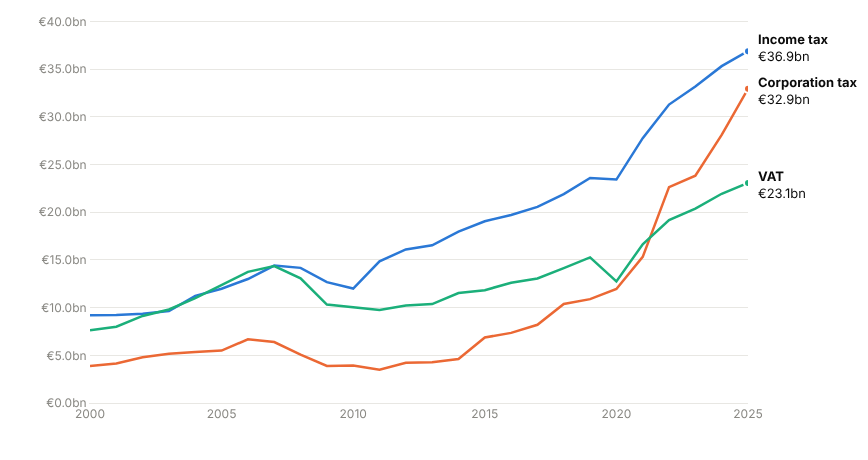 €40.0bn
Income tax
€36.9bn
€35.0bn
Corporation tax
€32.9bn
€30.0bn
€25.0bn
VAT
€23.1bn
€20.0bn
€15.0bn
€10.0bn
€5.0bn
€0.0bn
2000 2005 2010 2015 2020 2025